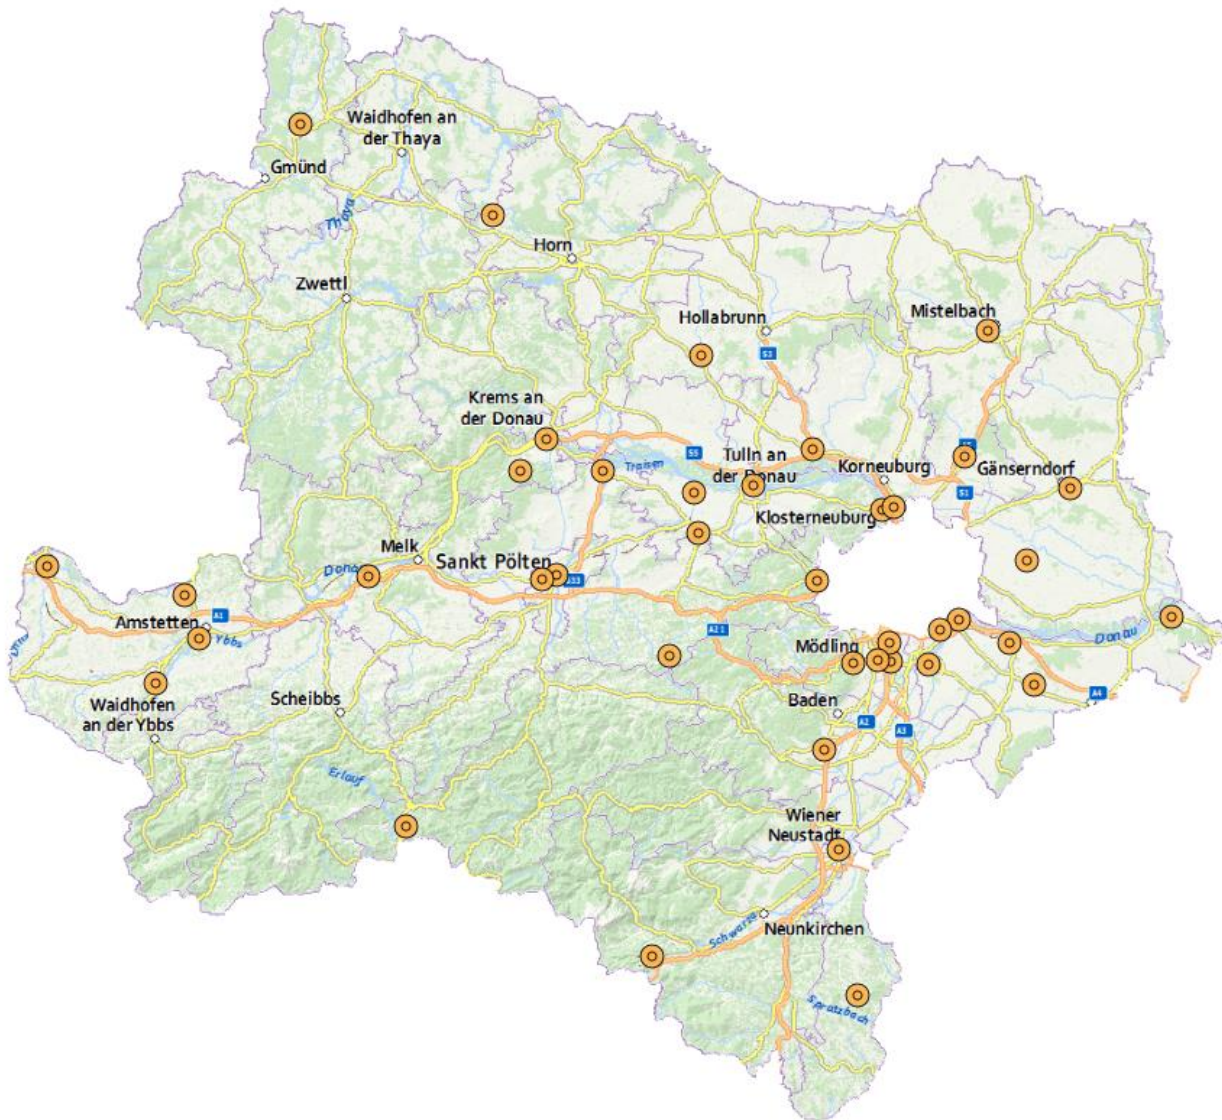 Waidhofen an
der Thaya
Gmünd
Thaya
Horn
Zwettl
Mistelbach
Hollabrunn
S3
Krems an
der Donau
S5
Tulln an
der Donau
Traisen
Korneuburg
Gänserndorf
S1
Klosterneuburg
Melk
Sankt Pölten
S33
Donau
A1
Amstetten
Ybbs
A21
Mödling
Donau
A4
Waidhofen
an der Ybbs
Scheibbs
Baden
A2
A3
Erlauf
Wiener
Neustadt
Schwarza
Neunkirchen
Spratzbach